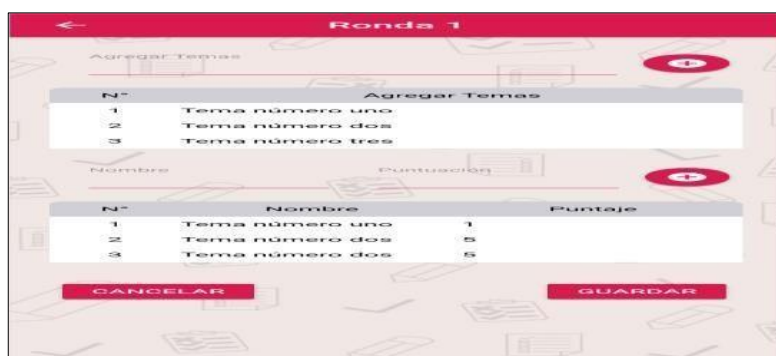 Ronda 1
Agregar Temas
N° Agregar Temas
1 Tema número uno
2 Tema número dos
3 Tema número tres
Nombre Puntuación
N° Nombre Puntaje
1 Tema número uno 1
2 Tema número dos 5
3 Tema número dos 5
CANCELAR GUARDAR